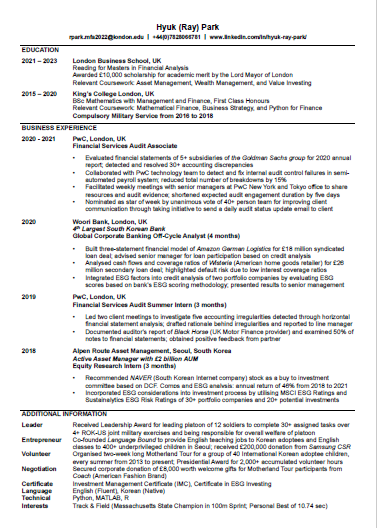 Hyuk (Ray) Park
rpark.mfa2022@london.edu | +44(0)7828066781 | www.linkedin.com/in/hyuk-ray-park/
EDUCATION
2021 – 2023 London Business School, UK
Reading for Masters in Financial Analysis
Awarded £10,000 scholarship for academic merit by the Lord Mayor of London
Relevant Coursework: Asset Management, Wealth Management, and Value Investing
2015 – 2020 King's College London, UK
BSc Mathematics with Management and Finance, First Class Honours
Relevant Coursework: Mathematical Finance, Business Strategy, and Python for Finance
Compulsory Military Service from 2016 to 2018
BUSINESS EXPERIENCE
2020 - 2021 PwC, London, UK
Financial Services Audit Associate
• Evaluated financial statements of 5+ subsidiaries of the Goldman Sachs group for 2020 annual
report; detected and resolved 30+ accounting discrepancies
• Collaborated with PwC technology team to detect and fix internal audit control failures in semi-
automated payroll system; reduced total number of breakdowns by 15%
• Facilitated weekly meetings with senior managers at PwC New York and Tokyo office to share
resources and audit evidence; shortened expected audit engagement duration by five days
• Nominated as star of week by unanimous vote of 40+ person team for improving client
communication through taking initiative to send a daily audit status update email to client
2020 Woori Bank, London, UK
4th Largest South Korean Bank
Global Corporate Banking Off-Cycle Analyst (4 months)
• Built three-statement financial model of Amazon German Logistics for £18 million syndicated
loan deal; advised senior manager for loan participation based on credit analysis
• Analysed cash flows and coverage ratios of Wisteria (American home goods retailer) for £26
million secondary loan deal; highlighted default risk due to low interest coverage ratios
• Integrated ESG factors into credit analysis of two portfolio companies by evaluating ESG
scores based on bank's ESG scoring methodology; presented results to senior management
2019 PwC, London, UK
Financial Services Audit Summer Intern (3 months)
• Led two client meetings to investigate five accounting irregularities detected through horizontal
financial statement analysis; drafted rationale behind irregularities and reported to line manager
• Documented auditor's report of Black Horse (UK Motor Finance provider) and examined 50% of
notes to financial statements; obtained positive feedback from partner
2018 Alpen Route Asset Management, Seoul, South Korea
Active Asset Manager with £2 billion AUM
Equity Research Intern (3 months)
• Recommended NAVER (South Korean Internet company) stock as a buy to investment
committee based on DCF, Comps and ESG analysis: annual return of 46% from 2018 to 2021
• Incorporated ESG considerations into investment process by utilising MSCI ESG Ratings and
Sustainalytics ESG Risk Ratings of 30+ portfolio companies and 20+ potential investments
ADDITIONAL INFORMATION
Leader Received Leadership Award for leading platoon of 12 soldiers to complete 30+ assigned tasks over
4+ ROK-US joint military exercises and being responsible for overall welfare of platoon
Entrepreneur Co-founded Language Bound to provide English teaching jobs to Korean adoptees and English
classes to 400+ underprivileged children in Seoul; received £200,000 donation from Samsung CSR
Volunteer Organised two-week long Motherland Tour for a group of 40 International Korean adoptee children,
every summer from 2013 to present; Presidential Award for 2,000+ accumulated volunteer hours
Negotiation Secured corporate donation of £8,000 worth welcome gifts for Motherland Tour participants from
Coach (American Fashion Brand)
Certificate Investment Management Certificate (IMC), Certificate in ESG Investing
Language English (Fluent), Korean (Native)
Technical Python, MATLAB, R
Interests Track & Field (Massachusetts State Champion in 100m Sprint; Personal Best of 10.74 sec)